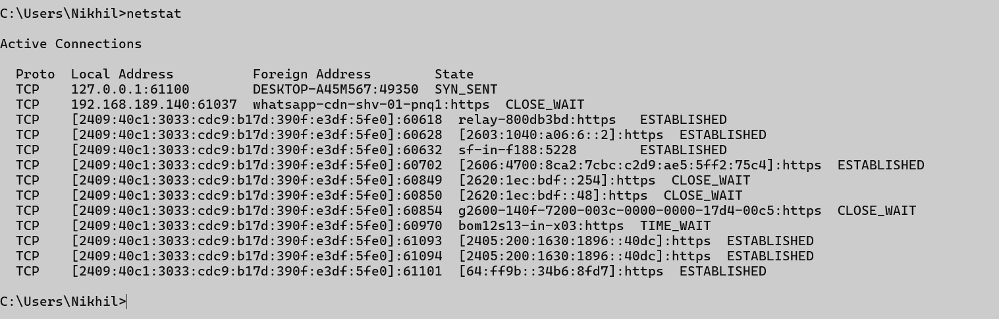 C:\Users\Nikhil>netstat
Active Connections
Proto  Local Address          Foreign Address        State
TCP    127.0.0.1:61100        DESKTOP-A45M567:49350  SYN_SENT
TCP    192.168.189.140:61037  whatsapp-cdn-shv-01-pnq1:https  CLOSE_WAIT
TCP    [2409:40c1:3033:cdc9:b17d:390f:e3df:5fe0]:60618  relay-800db3bd:https   ESTABLISHED
TCP    [2409:40c1:3033:cdc9:b17d:390f:e3df:5fe0]:60628  [2603:1040:a06:6::2]:https  ESTABLISHED
TCP    [2409:40c1:3033:cdc9:b17d:390f:e3df:5fe0]:60632  sf-in-f188:5228        ESTABLISHED
TCP    [2409:40c1:3033:cdc9:b17d:390f:e3df:5fe0]:60702  [2606:4700:8ca2:7cbc:c2d9:ae5:5ff2:75c4]:https  ESTABLISHED
TCP    [2409:40c1:3033:cdc9:b17d:390f:e3df:5fe0]:60849  [2620:1ec:bdf::254]:https  CLOSE_WAIT
TCP    [2409:40c1:3033:cdc9:b17d:390f:e3df:5fe0]:60850  [2620:1ec:bdf::48]:https  CLOSE_WAIT
TCP    [2409:40c1:3033:cdc9:b17d:390f:e3df:5fe0]:60854  g2600-140f-7200-003c-0000-0000-17d4-00c5:https  CLOSE_WAIT
TCP    [2409:40c1:3033:cdc9:b17d:390f:e3df:5fe0]:60970  bom12s13-in-x03:https  TIME_WAIT
TCP    [2409:40c1:3033:cdc9:b17d:390f:e3df:5fe0]:61093  [2405:200:1630:1896::40dc]:https  ESTABLISHED
TCP    [2409:40c1:3033:cdc9:b17d:390f:e3df:5fe0]:61094  [2405:200:1630:1896::40dc]:https  ESTABLISHED
TCP    [2409:40c1:3033:cdc9:b17d:390f:e3df:5fe0]:61101  [64:ff9b::34b6:8fd7]:https  ESTABLISHED
C:\Users\Nikhil>